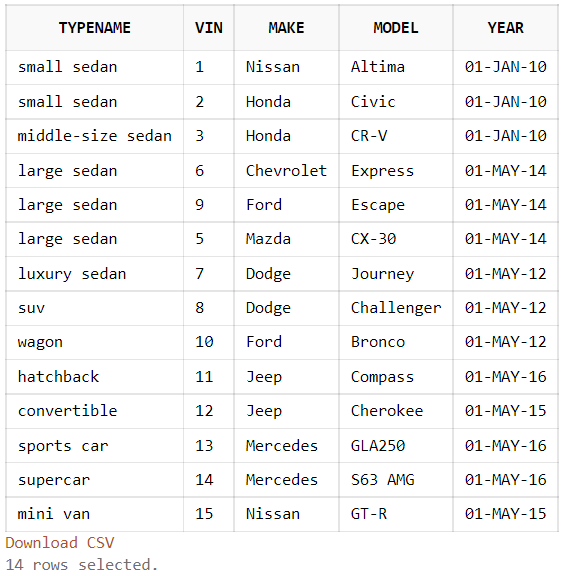 TYPENAME VIN MAKE MODEL YEAR
small sedan 1 Nissan Altima 01-JAN-10
small sedan 2 Honda Civic 01-JAN-10
middle-size sedan 3 Honda CR-V 01-JAN-10
large sedan 6 Chevrolet Express 01-MAY-14
large sedan 9 Ford Escape 01-MAY-14
large sedan 5 Mazda CX-30 01-MAY-14
luxury sedan 7 Dodge Journey 01-MAY-12
suv 8 Dodge Challenger 01-MAY-12
wagon 10 Ford Bronco 01-MAY-12
hatchback 11 Jeep Compass 01-MAY-16
convertible 12 Jeep Cherokee 01-MAY-15
sports car 13 Mercedes GLA250 01-MAY-16
supercar 14 Mercedes S63 AMG 01-MAY-16
mini van 15 Nissan GT-R 01-MAY-15
Download CSV
14 rows selected.